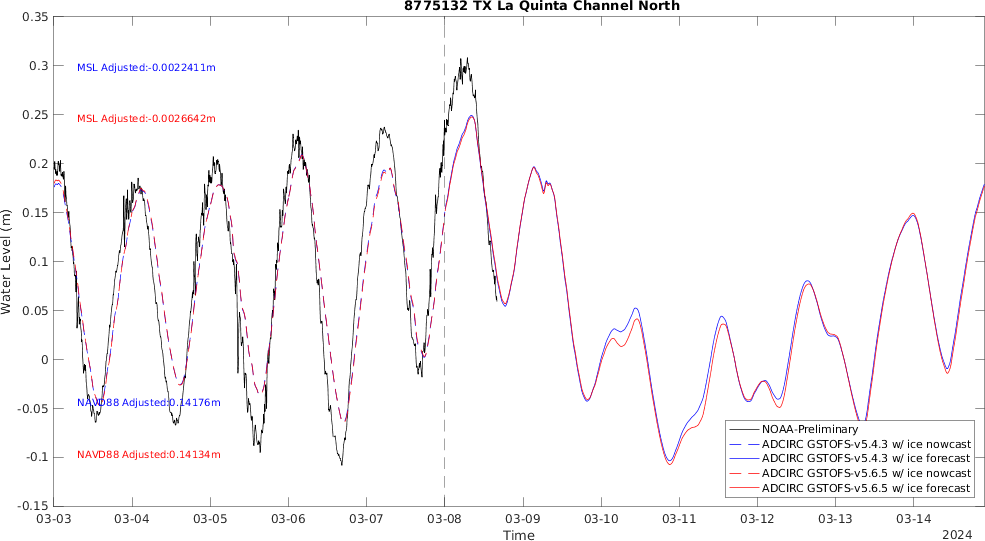 8775132 TX La Quinta Channel North
0.35
0.3
0.25
0.2
0.15
0.1
0.05
0
-0.05
-0.1
-0.15
Water Level (m)
MSL Adjusted:-0.0022411m
MSL Adjusted:-0.0026642m
NAVD88 Adjusted:0.14176m
NAVD88 Adjusted:0.14134m
NOAA-Preliminary
ADCIRC GSTOFS-v5.4.3 w/ ice nowcast
ADCIRC GSTOFS-v5.4.3 w/ ice forecast
ADCIRC GSTOFS-v5.6.5 w/ ice nowcast
ADCIRC GSTOFS-v5.6.5 w/ ice forecast
03-03 03-04 03-05 03-06 03-07 03-08 03-09 03-10 03-11 03-12 03-13 03-14
Time
2024